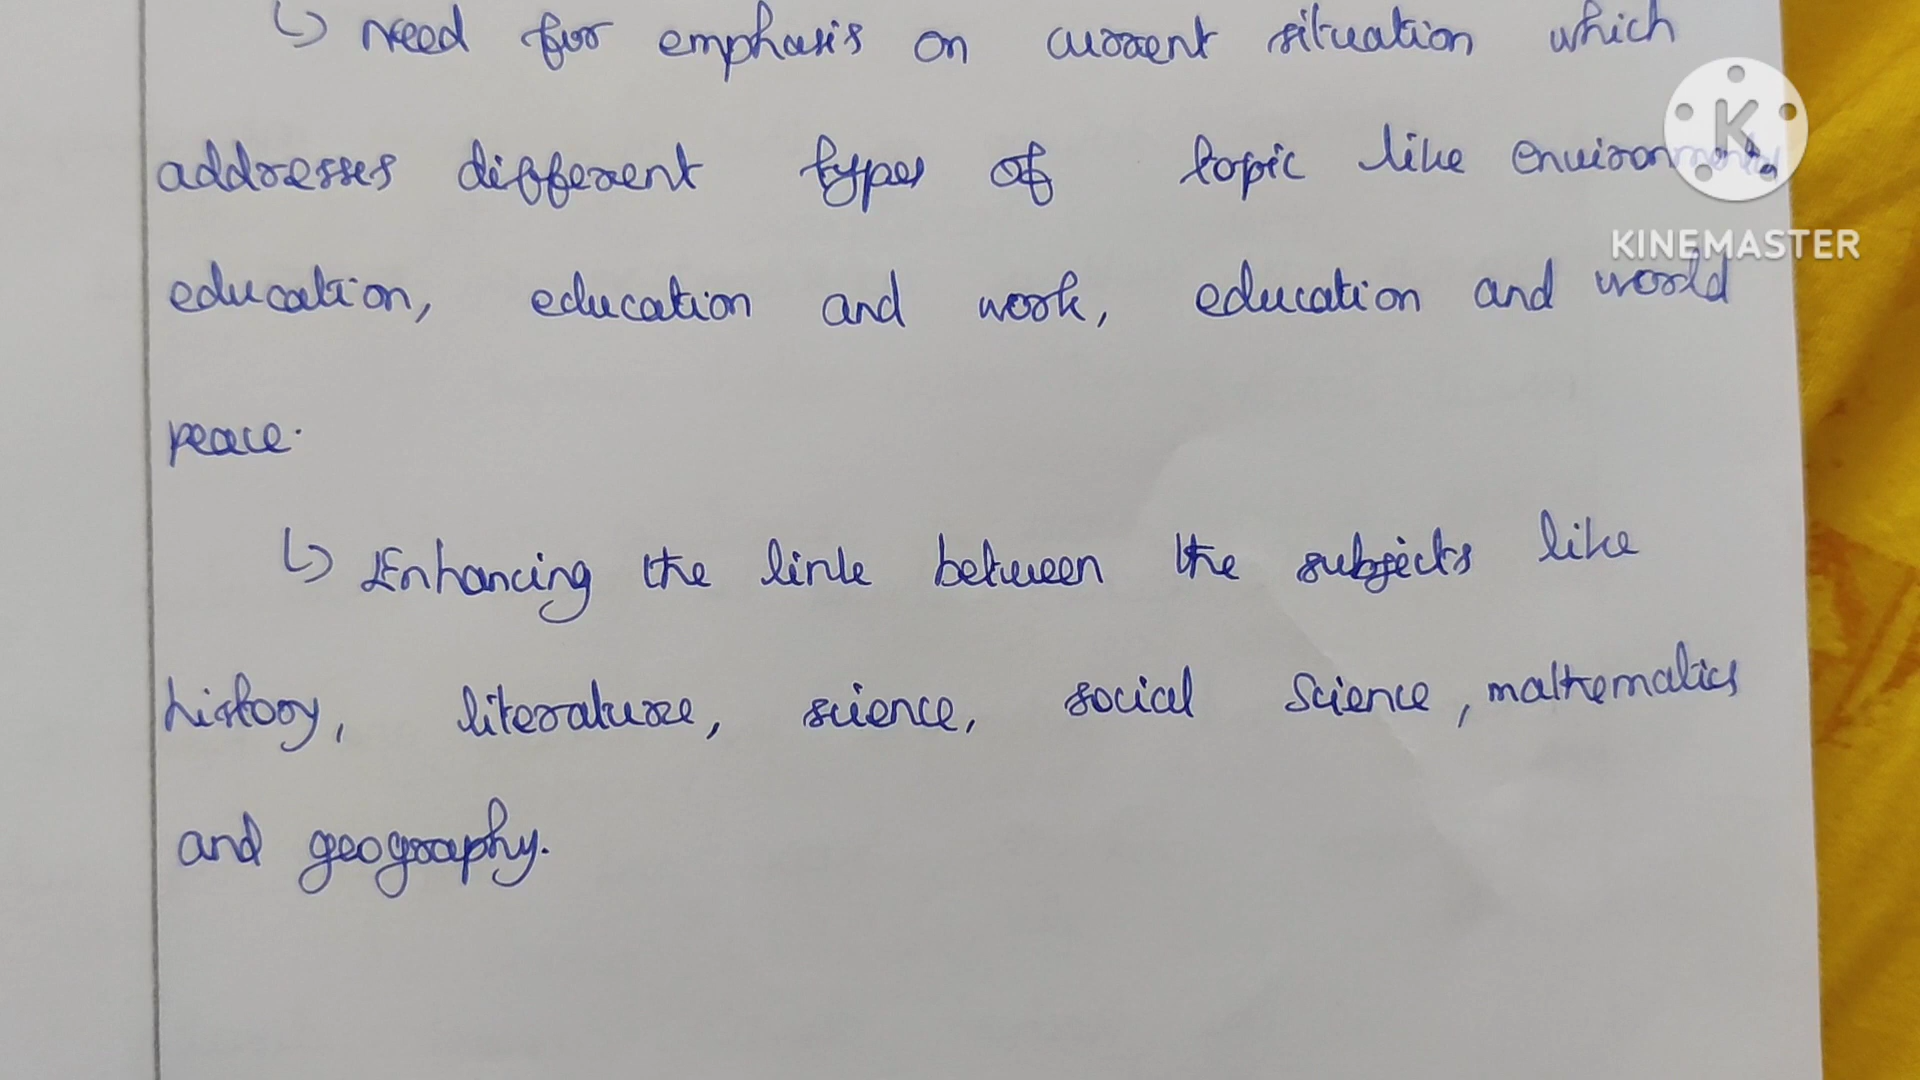 ↳ Need for emphasis on current situation which
addresses different types of topic like environmental
K
KINEMASTER
education, education and work, education and world
peace.
↳ Enhancing the link between the subjects like
history, literature, science, social science, mathematics
and geography.